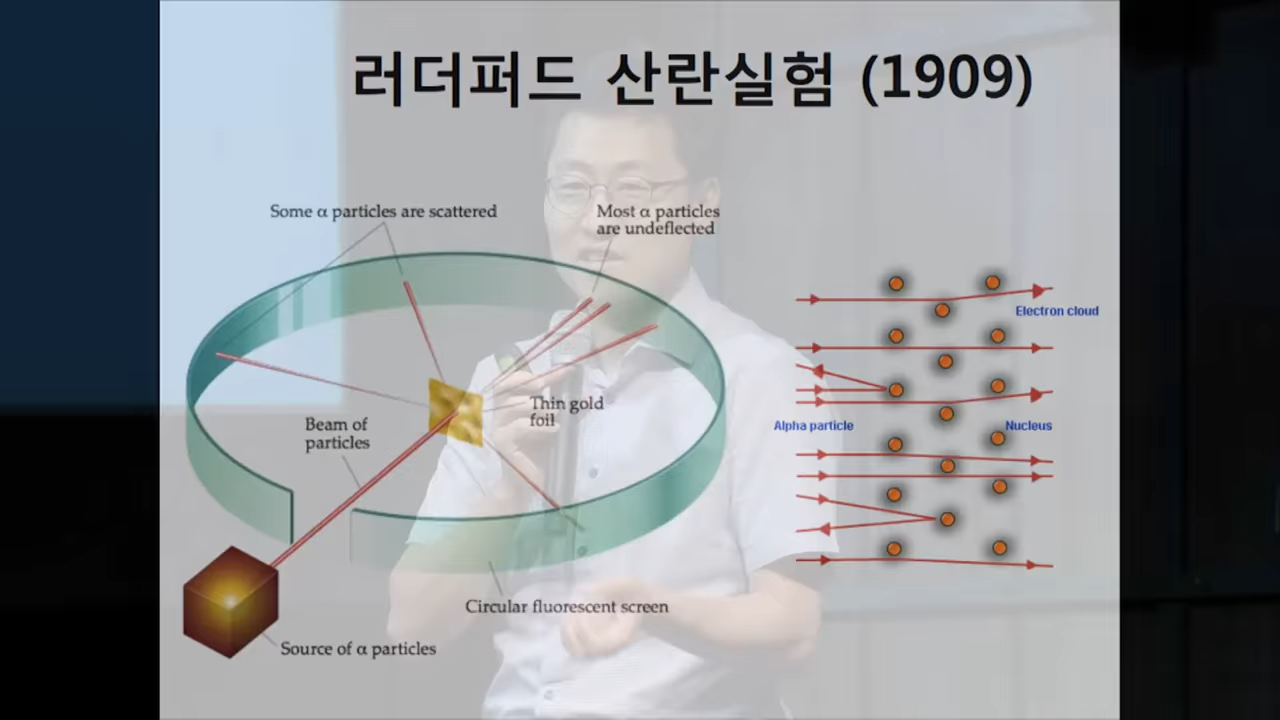 러더퍼드 산란실험 (1909)
Some α particles are scattered
Most α particles
are undeflected
Electron cloud
Thin gold
foil
Beam of
particles
Alpha particle
Nucleus
Circular fluorescent screen
Source of α particles